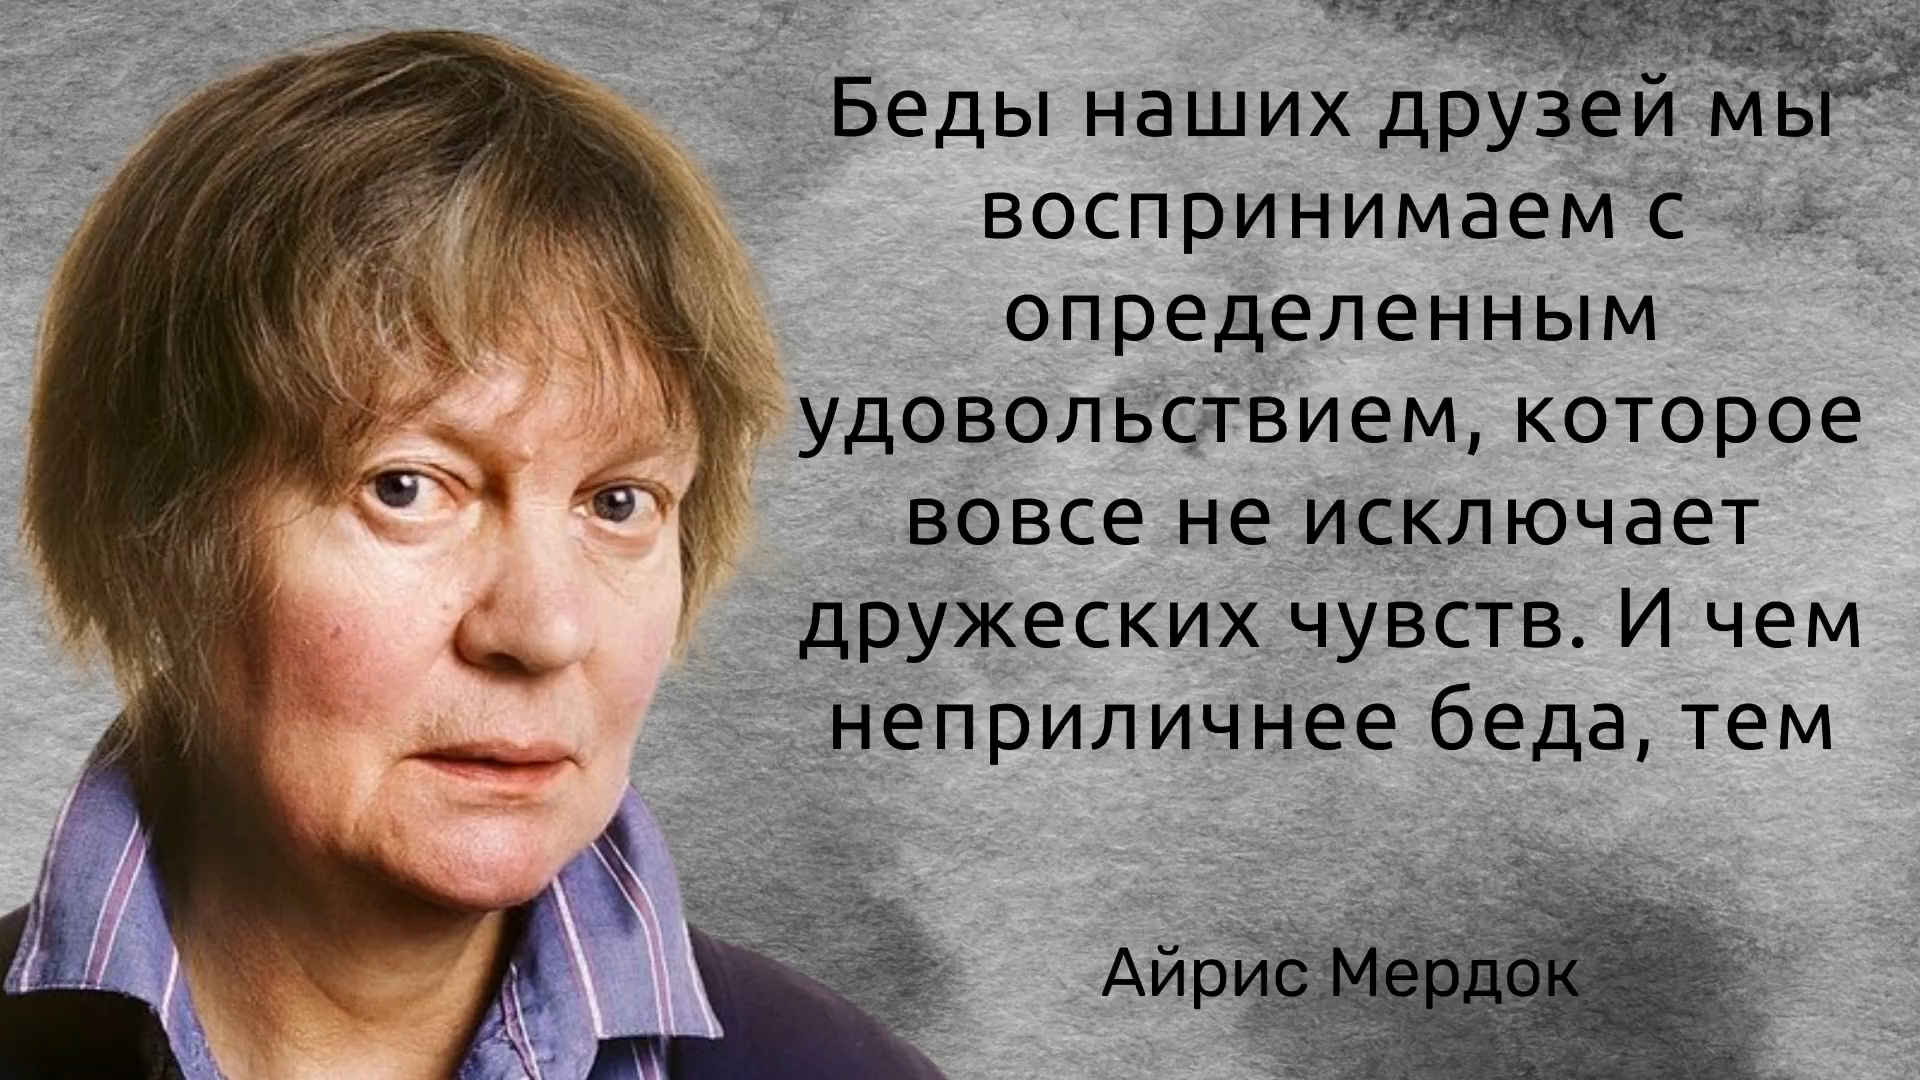 Беды наших друзей мы
воспринимаем с
определенным
удовольствием, которое
вовсе не исключает
дружеских чувств. И чем
неприличнее беда, тем
Айрис Мердок